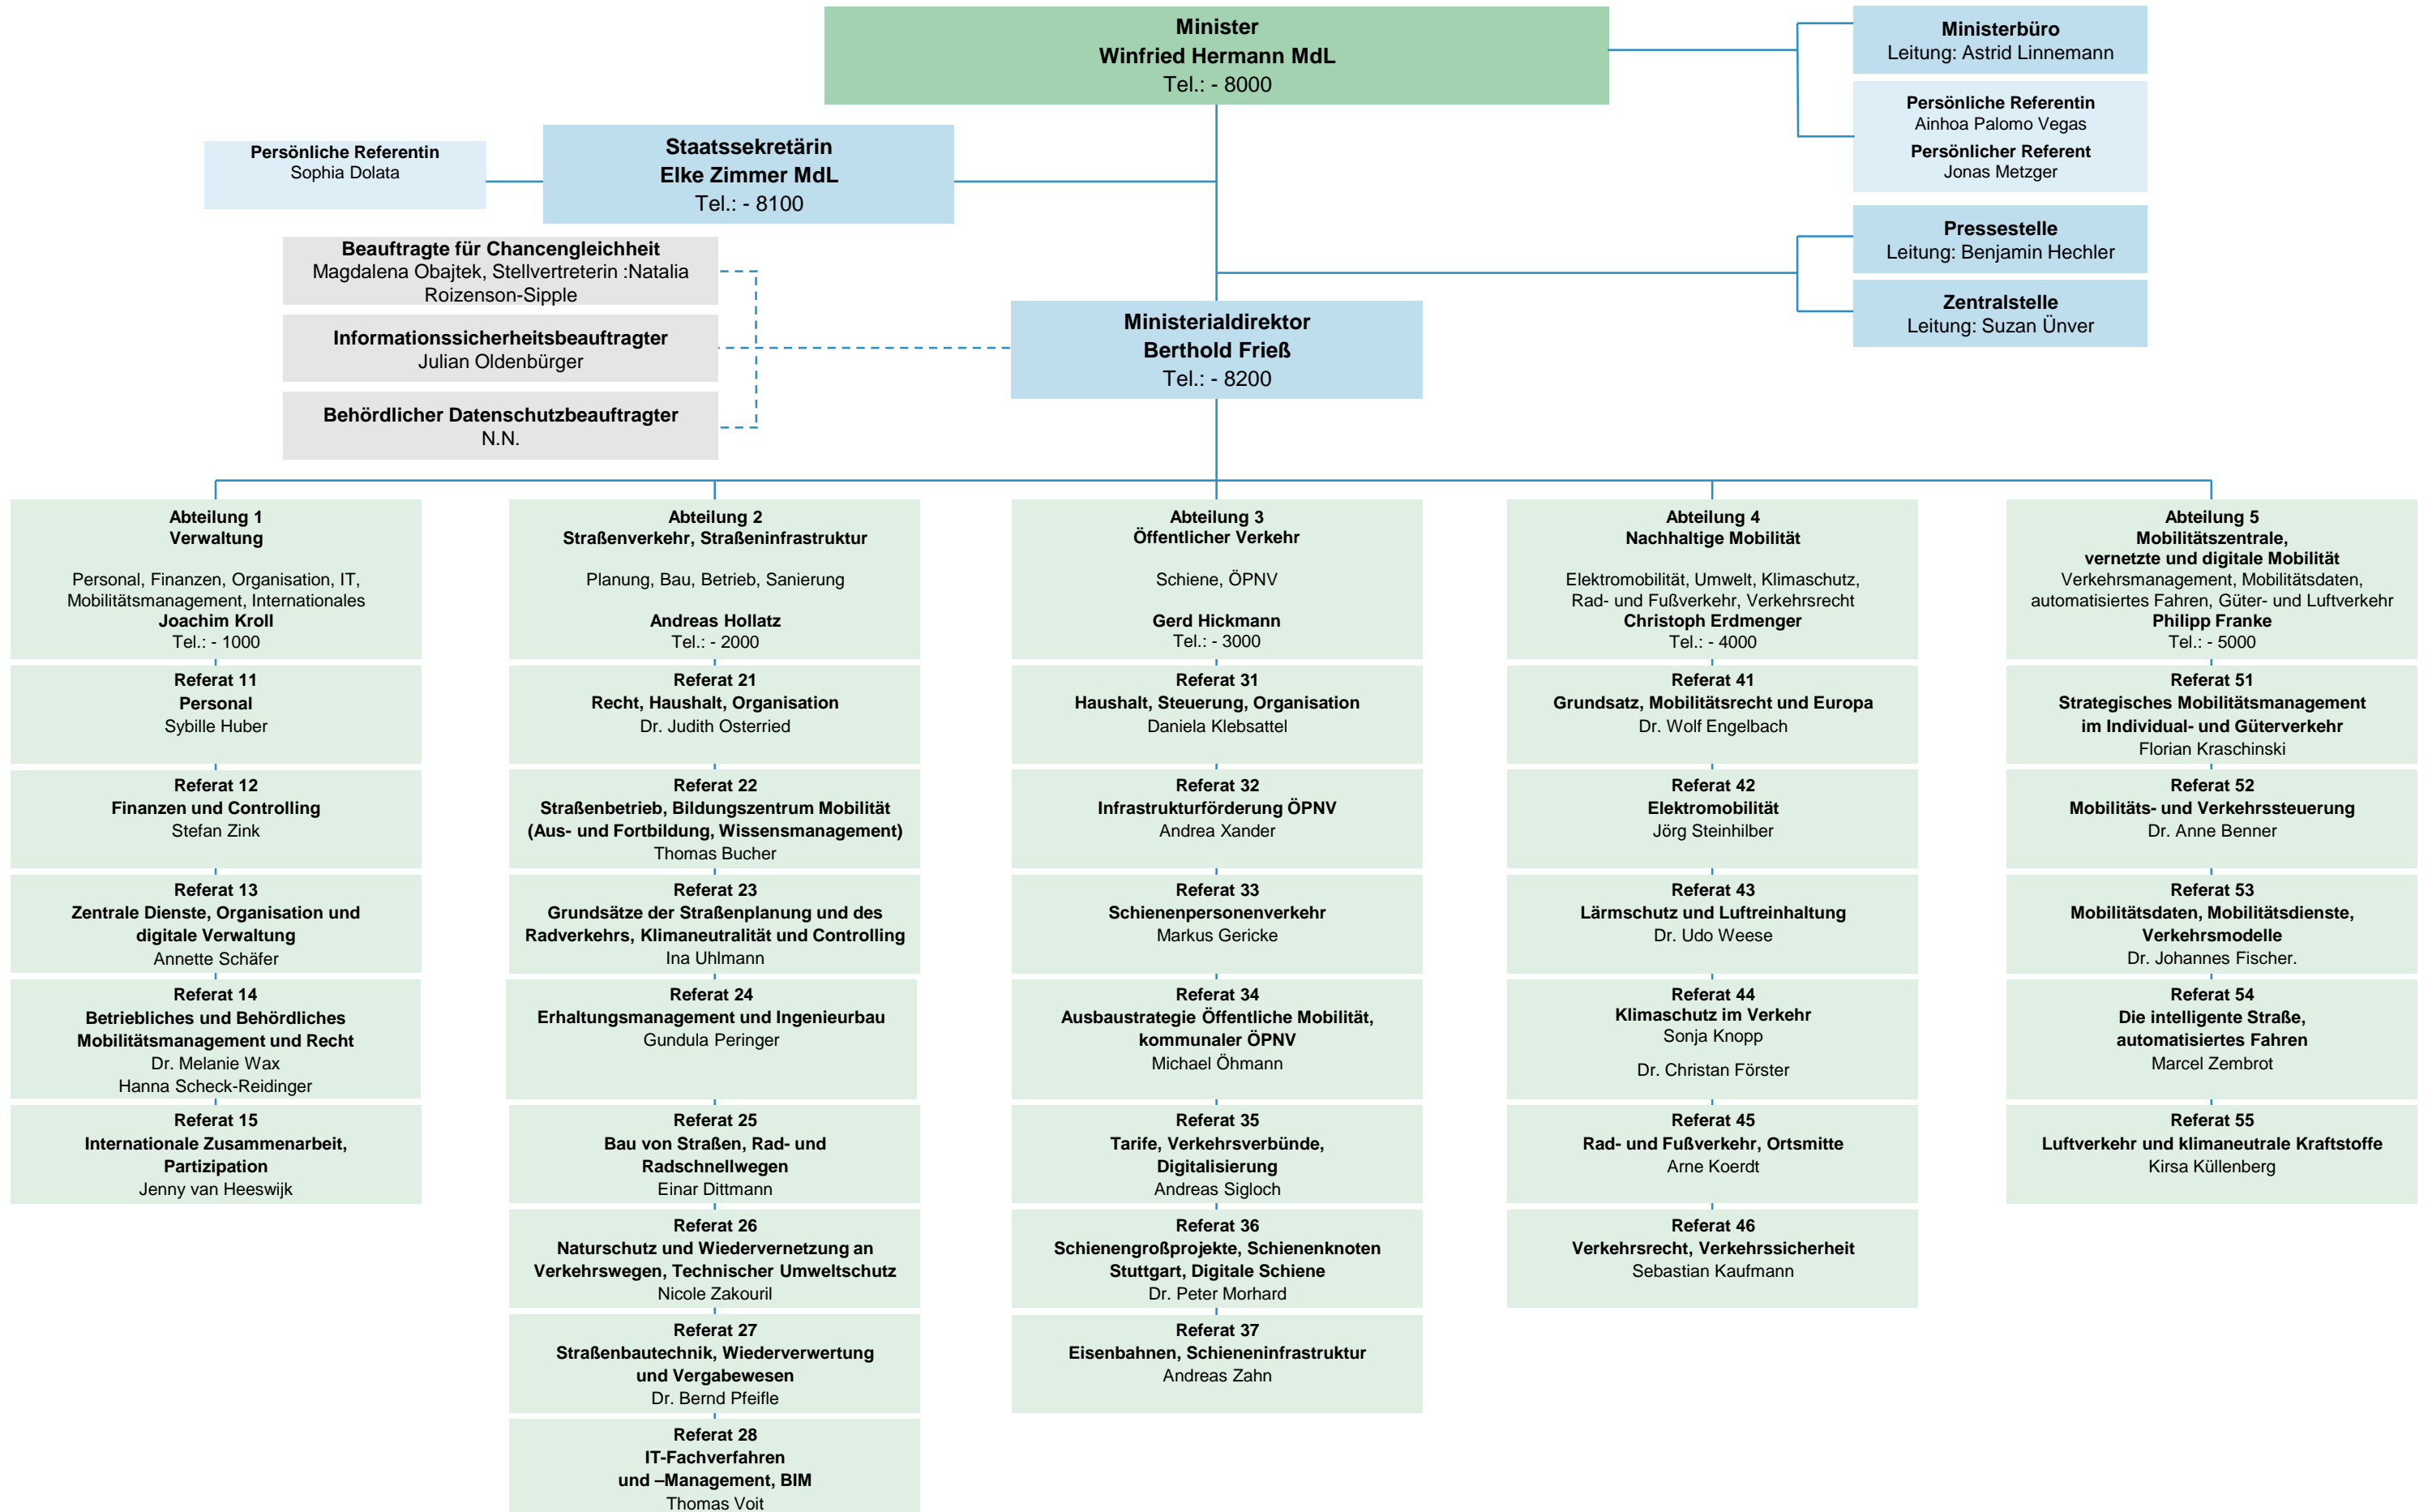 Minister
Winfried Hermann MdL
Tel.: - 8000
Ministerbüro
Leitung: Astrid Linnemann
Persönliche Referentin
Ainhoa Palomo Vegas
Persönlicher Referent
Jonas Metzger
Persönliche Referentin
Sophia Dolata
Staatssekretärin
Elke Zimmer MdL
Tel.: - 8100
Pressestelle
Leitung: Benjamin Hechler
Zentralstelle
Leitung: Suzan Ünver
Beauftragte für Chancengleichheit
Magdalena Obajtek, Stellvertreterin :Natalia
Roizenson-Sipple
Informationssicherheitsbeauftragter
Julian Oldenbürger
Behördlicher Datenschutzbeauftragter
N.N.
Ministerialdirektor
Berthold Frieß
Tel.: - 8200
Abteilung 1
Verwaltung
Personal, Finanzen, Organisation, IT,
Mobilitätsmanagement, Internationales
Joachim Kroll
Tel.: - 1000
Referat 11
Personal
Sybille Huber
Referat 12
Finanzen und Controlling
Stefan Zink
Referat 13
Zentrale Dienste, Organisation und
digitale Verwaltung
Annette Schäfer
Referat 14
Betriebliches und Behördliches
Mobilitätsmanagement und Recht
Dr. Melanie Wax
Hanna Scheck-Reidinger
Referat 15
Internationale Zusammenarbeit,
Partizipation
Jenny van Heeswijk
Abteilung 2
Straßenverkehr, Straßeninfrastruktur
Planung, Bau, Betrieb, Sanierung
Andreas Hollatz
Tel.: - 2000
Referat 21
Recht, Haushalt, Organisation
Dr. Judith Osterried
Referat 22
Straßenbetrieb, Bildungszentrum Mobilität
(Aus- und Fortbildung, Wissensmanagement)
Thomas Bucher
Referat 23
Grundsätze der Straßenplanung und des
Radverkehrs, Klimaneutralität und Controlling
Ina Uhlmann
Referat 24
Erhaltungsmanagement und Ingenieurbau
Gundula Peringer
Referat 25
Bau von Straßen, Rad- und
Radschnellwegen
Einar Dittmann
Referat 26
Naturschutz und Wiedervernetzung an
Verkehrswegen, Technischer Umweltschutz
Nicole Zakouril
Referat 27
Straßenbautechnik, Wiederverwertung
und Vergabewesen
Dr. Bernd Pfeifle
Referat 28
IT-Fachverfahren
und –Management, BIM
Thomas Voit
Abteilung 3
Öffentlicher Verkehr
Schiene, ÖPNV
Gerd Hickmann
Tel.: - 3000
Referat 31
Haushalt, Steuerung, Organisation
Daniela Klebsattel
Referat 32
Infrastrukturförderung ÖPNV
Andrea Xander
Referat 33
Schienenpersonenverkehr
Markus Gericke
Referat 34
Ausbaustrategie Öffentliche Mobilität,
kommunaler ÖPNV
Michael Öhmann
Referat 35
Tarife, Verkehrsverbünde,
Digitalisierung
Andreas Sigloch
Referat 36
Schienengroßprojekte, Schienenknoten
Stuttgart, Digitale Schiene
Dr. Peter Morhard
Referat 37
Eisenbahnen, Schieneninfrastruktur
Andreas Zahn
Abteilung 4
Nachhaltige Mobilität
Elektromobilität, Umwelt, Klimaschutz,
Rad- und Fußverkehr, Verkehrsrecht
Christoph Erdmenger
Tel.: - 4000
Referat 41
Grundsatz, Mobilitätsrecht und Europa
Dr. Wolf Engelbach
Referat 42
Elektromobilität
Jörg Steinhilber
Referat 43
Lärmschutz und Luftreinhaltung
Dr. Udo Weese
Referat 44
Klimaschutz im Verkehr
Sonja Knopp
Dr. Christan Förster
Referat 45
Rad- und Fußverkehr, Ortsmitte
Arne Koerdt
Referat 46
Verkehrsrecht, Verkehrssicherheit
Sebastian Kaufmann
Abteilung 5
Mobilitätszentrale,
vernetzte und digitale Mobilität
Verkehrsmanagement, Mobilitätsdaten,
automatisiertes Fahren, Güter- und Luftverkehr
Philipp Franke
Tel.: - 5000
Referat 51
Strategisches Mobilitätsmanagement
im Individual- und Güterverkehr
Florian Kraschinski
Referat 52
Mobilitäts- und Verkehrssteuerung
Dr. Anne Benner
Referat 53
Mobilitätsdaten, Mobilitätsdienste,
Verkehrsmodelle
Dr. Johannes Fischer.
Referat 54
Die intelligente Straße,
automatisiertes Fahren
Marcel Zembrot
Referat 55
Luftverkehr und klimaneutrale Kraftstoffe
Kirsa Küllenberg